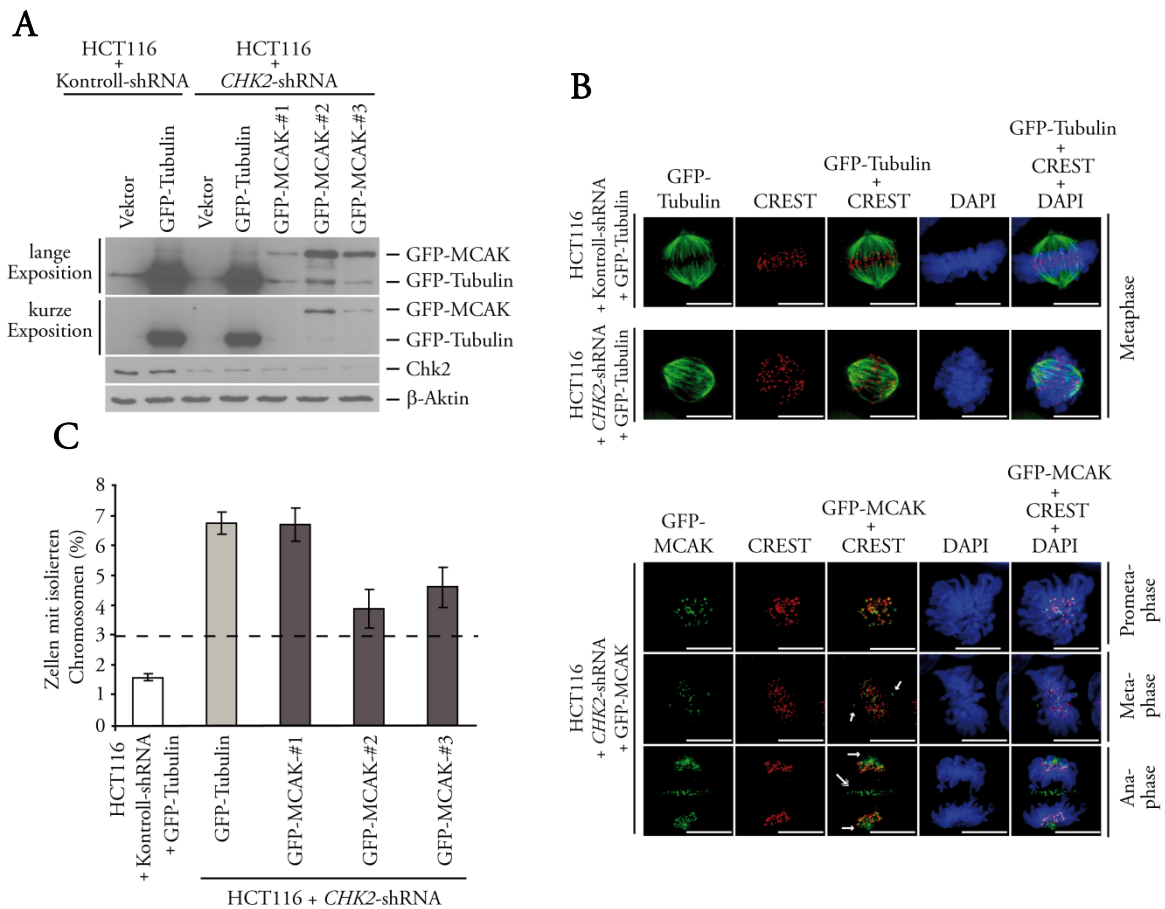 A
HCT116
+
Kontroll-shRNA
HCT116
+
CHK2-shRNA
Vektor
GFP-Tubulin
Vektor
GFP-Tubulin
GFP-MCAK-#1
GFP-MCAK-#2
GFP-MCAK-#3
lange
Exposition
GFP-MCAK
GFP-Tubulin
kurze
Exposition
GFP-MCAK
GFP-Tubulin
Chk2
β-Aktin
B
GFP-
Tubulin
CREST
GFP-Tubulin
+
CREST
DAPI
GFP-Tubulin
+
CREST
+
DAPI
HCT116
+ Kontroll-shRNA
+ GFP-Tubulin
HCT116
+ CHK2-shRNA
+ GFP-Tubulin
Metaphase
GFP-
MCAK
CREST
GFP-MCAK
+
CREST
DAPI
GFP-MCAK
+
CREST
+
DAPI
HCT116
+ CHK2-shRNA
+ GFP-MCAK
Prometa-
phase
Meta-
phase
Ana-
phase
C
Zellen mit isolierten
Chromosomen (%)
8
7
6
5
4
3
2
1
0
HCT116
+ Kontroll-shRNA
+ GFP-Tubulin
GFP-Tubulin
GFP-MCAK-#1
GFP-MCAK-#2
GFP-MCAK-#3
HCT116 + CHK2-shRNA